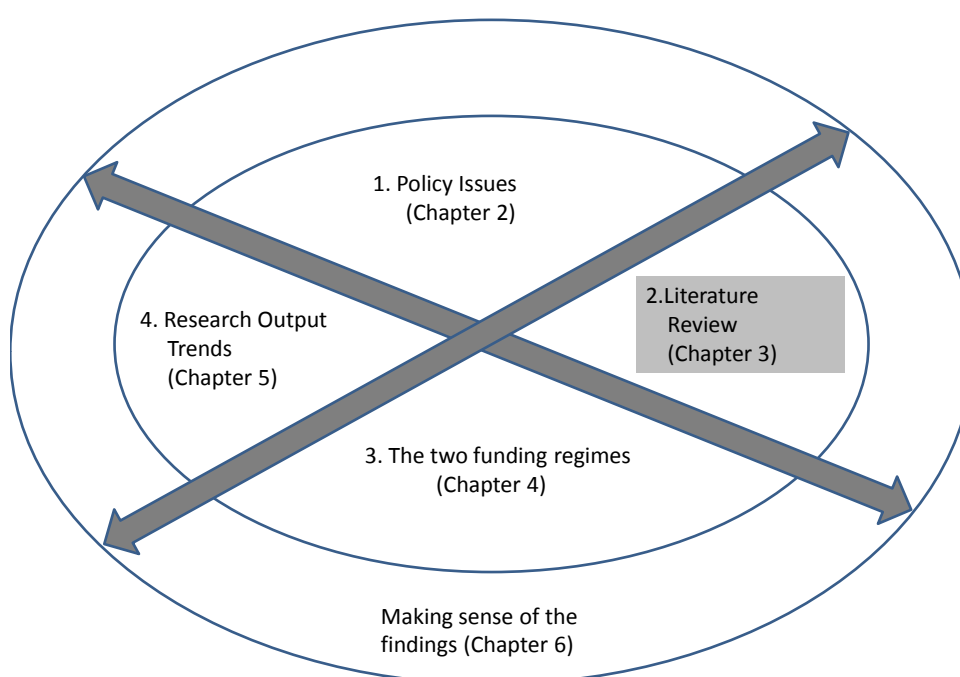 1. Policy Issues
(Chapter 2)
2.Literature
Review
(Chapter 3)
4. Research Output
Trends
(Chapter 5)
3. The two funding regimes
(Chapter 4)
Making sense of the
findings (Chapter 6)